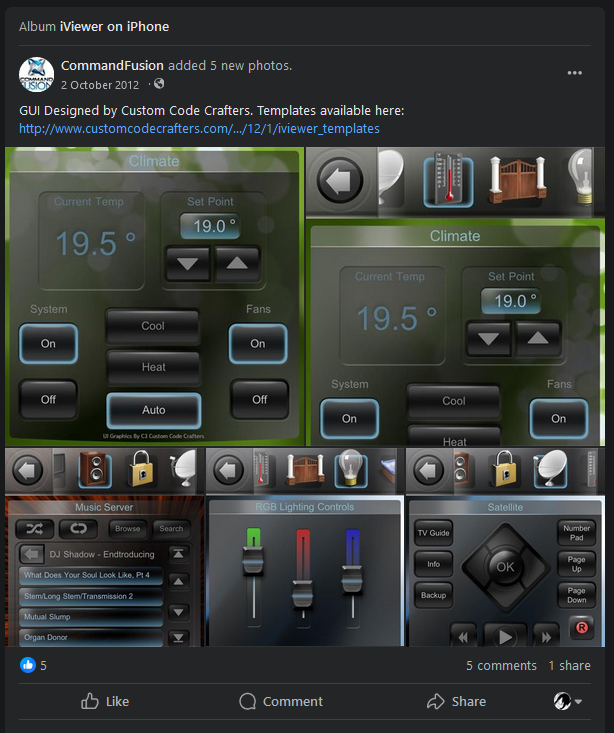 Album iViewer on iPhone
CommandFusion added 5 new photos.
2 October 2012 ·
COMMAND
FUSION
GUI Designed by Custom Code Crafters. Templates available here:
http://www.customcodecrafters.com/.../12/1/iviewer_templates
Climate
Current Temp
Set Point
19.5 °
19.0 °
System
Fans
On
Cool
On
Heat
Off
Auto
Off
UI Graphics By C3 Custom Code Crafters
Climate
Current Temp
Set Point
19.5 °
19.0 °
System
Fans
On
Cool
On
Heat
Music Server
Browse
Search
DJ Shadow - Endtroducing
What Does Your Soul Look Like, Pt 4
Stem/Long Stem/Transmission 2
Mutual Slump
Organ Donor
RGB Lighting Controls
Satellite
TV Guide
Number
Pad
Info
OK
Page
Up
Backup
Page
Down
R
5
5 comments 1 share
Like
Comment
Share